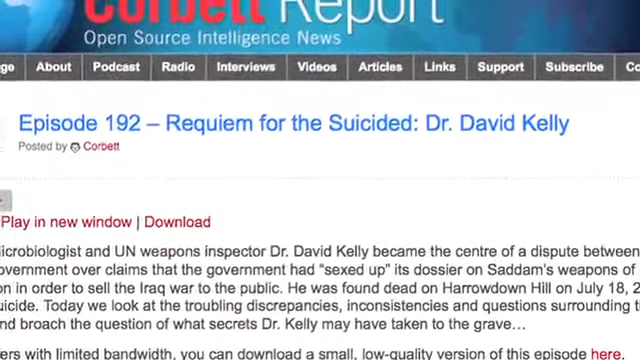 Corbett Report
Open Source Intelligence News
About Podcast Radio Interviews Videos Articles Links Support Subscribe
Episode 192 – Requiem for the Suicided: Dr. David Kelly
Posted by Corbett
Play in new window | Download
Dr. David Kelly became the centre of a dispute between
and UN weapons inspector
over claims that the government had "sexed up" its dossier on Saddam's weapons of
in order to sell the Iraq war to the public. He was found dead on Harrowdown Hill on July 18,
Today we look at the troubling discrepancies, inconsistencies and questions surrounding
broach the question of what secrets Dr. Kelly may have taken to the grave…
with limited bandwidth, you can download a small, low-quality version of this episode here.